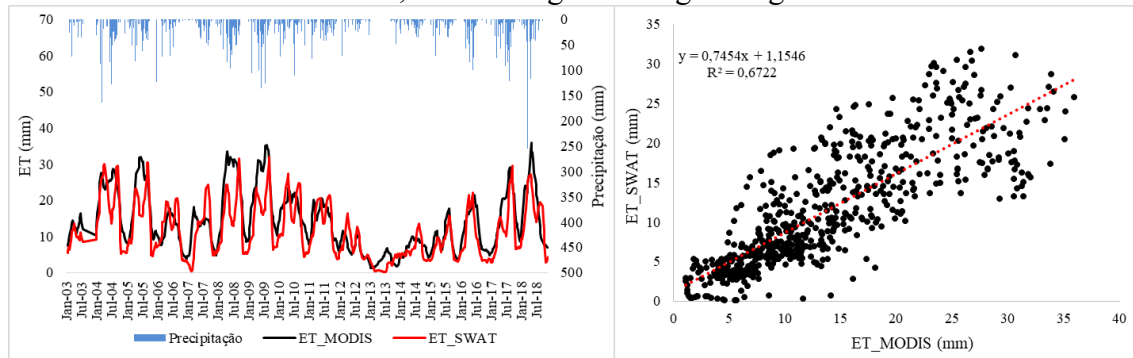 70
60
50
40
30
20
10
0
ET (mm)
0
50
100
150
200
250
300
350
400
450
500
Precipitação (mm)
Jan-03
Jul-03
Jan-04
Jul-04
Jan-05
Jul-05
Jan-06
Jul-06
Jan-07
Jul-07
Jan-08
Jul-08
Jan-09
Jul-09
Jan-10
Jul-10
Jan-11
Jul-11
Jan-12
Jul-12
Jan-13
Jul-13
Jan-14
Jul-14
Jan-15
Jul-15
Jan-16
Jul-16
Jan-17
Jul-17
Jan-18
Jul-18
Precipitação ET_MODIS ET_SWAT
35
30
25
20
15
10
5
0
ET_SWAT (mm)
y = 0,7454x + 1,1546
R² = 0,6722
0 5 10 15 20 25 30 35 40
ET_MODIS (mm)